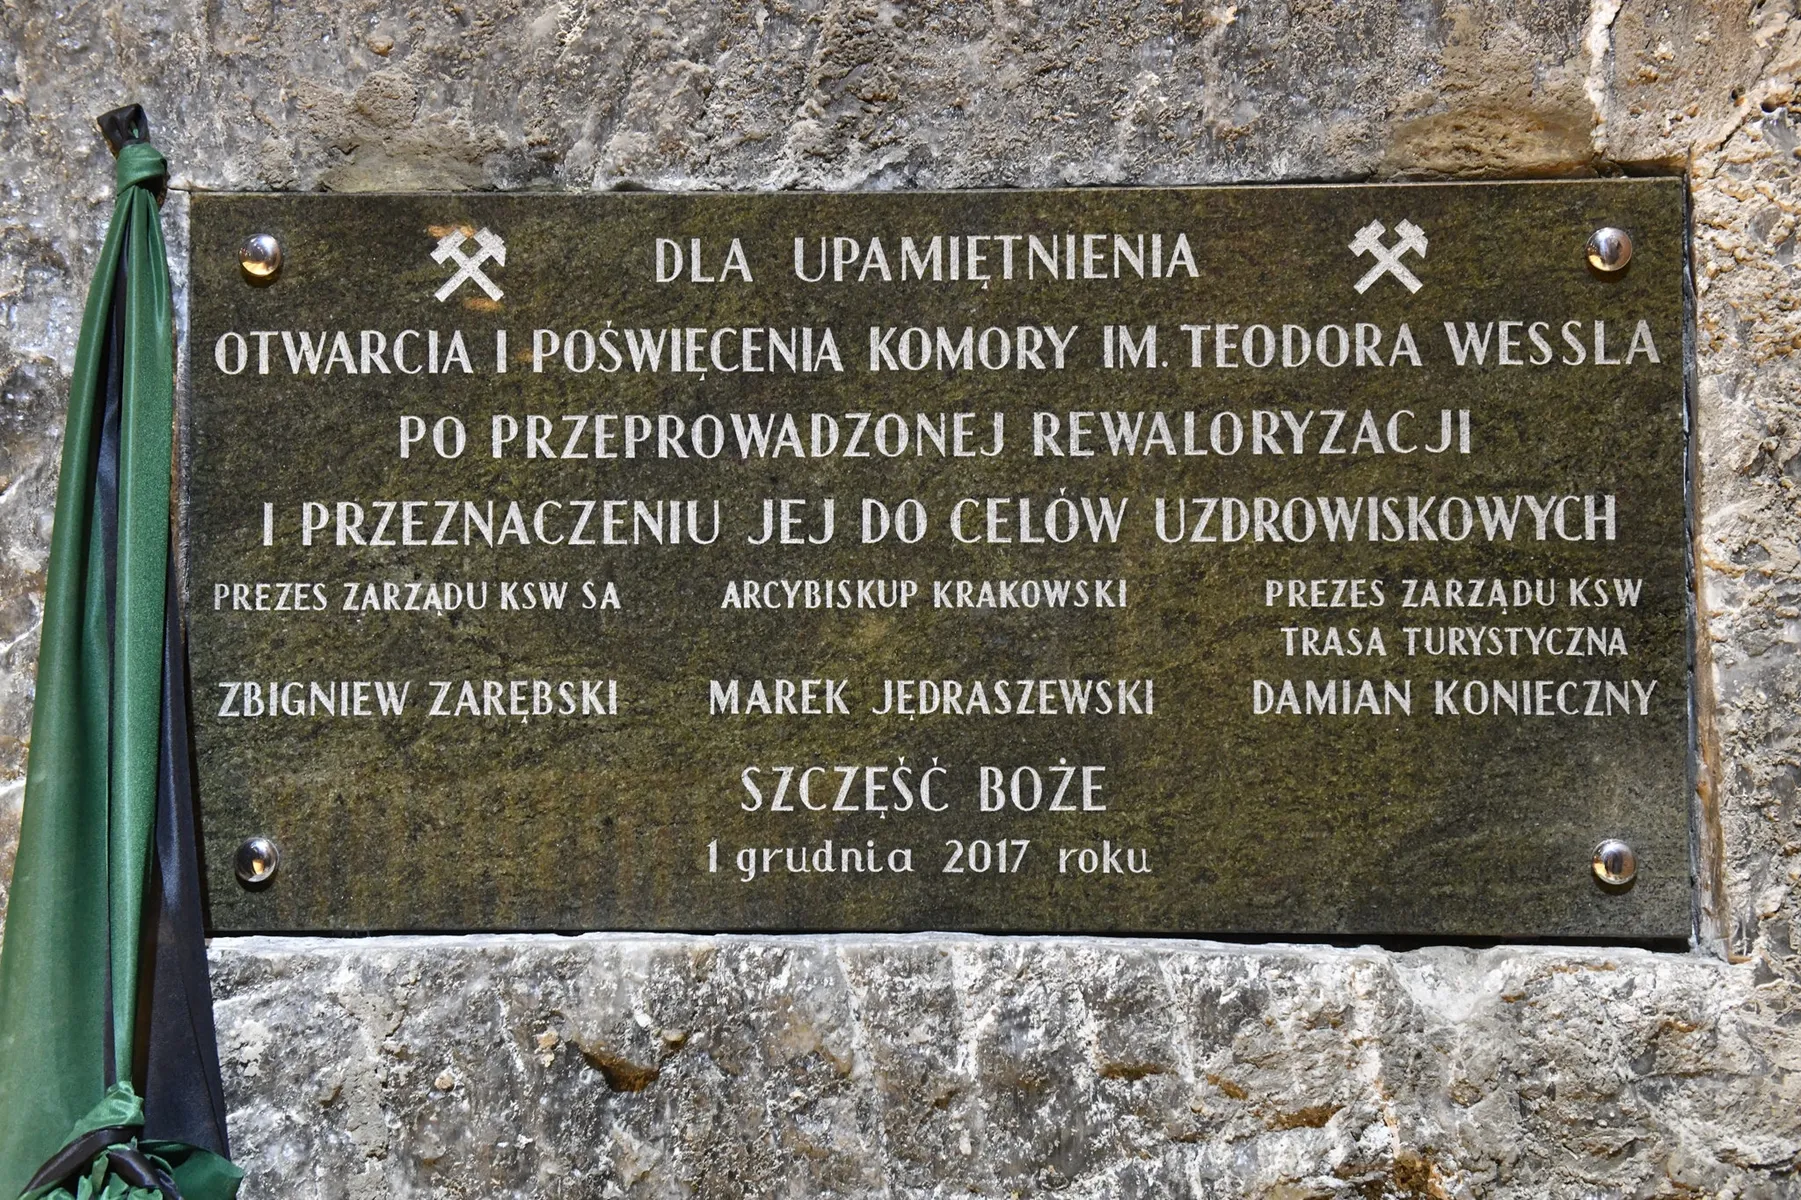 DLA UPAMIĘTNIENIA
OTWARCIA I POŚWIĘCENIA KOMORY IM. TEODORA WESSLA
PO PRZEPROWADZONEJ REWALORYZACJI
I PRZEZNACZENIU JEJ DO CELÓW UZDROWISKOWYCH
PREZES ZARZĄDU KSW SA
ZBIGNIEW ZARĘBSKI
ARCYBISKUP KRAKOWSKI
MAREK JĘDRASZEWSKI
PREZES ZARZĄDU KSW
TRASA TURYSTYCZNA
DAMIAN KONIECZNY
SZCZĘŚĆ BOŻE
1 grudnia 2017 roku